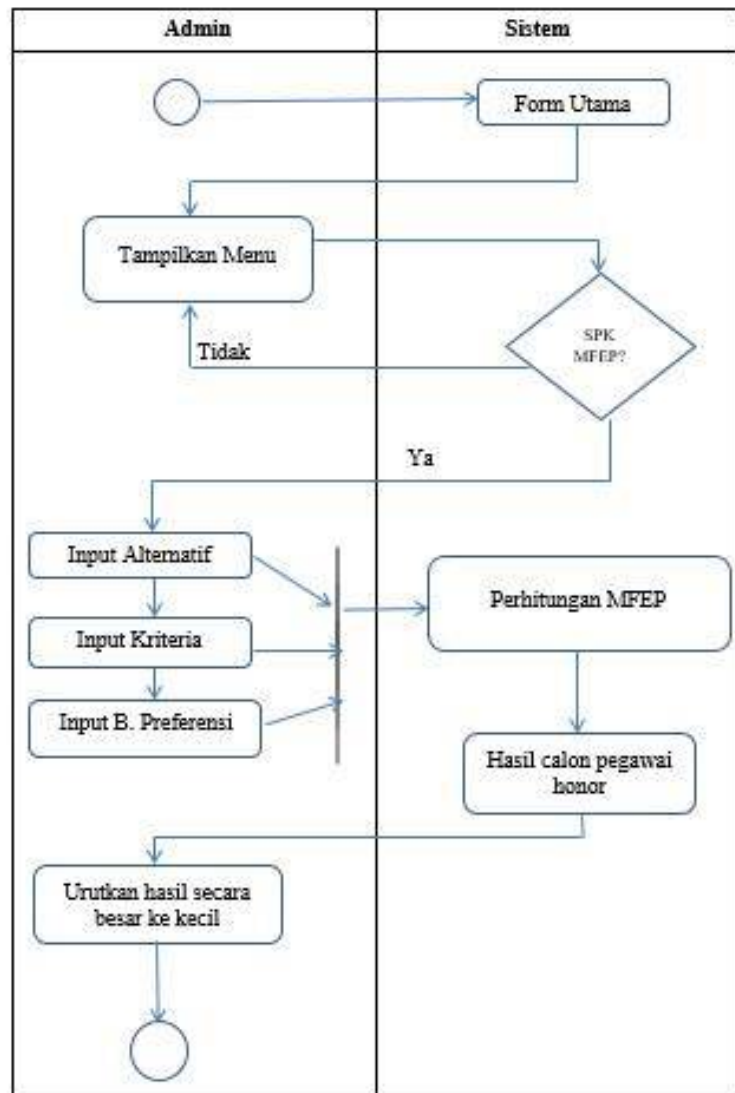 Admin
Sistem
Form Utama
Tampilkan Menu
SPK
MFEP?
Tidak
Ya
Input Alternatif
Input Kriteria
Input B. Preferensi
Perhitungan MFEP
Hasil calon pegawai
honor
Urutkan hasil secara
besar ke kecil